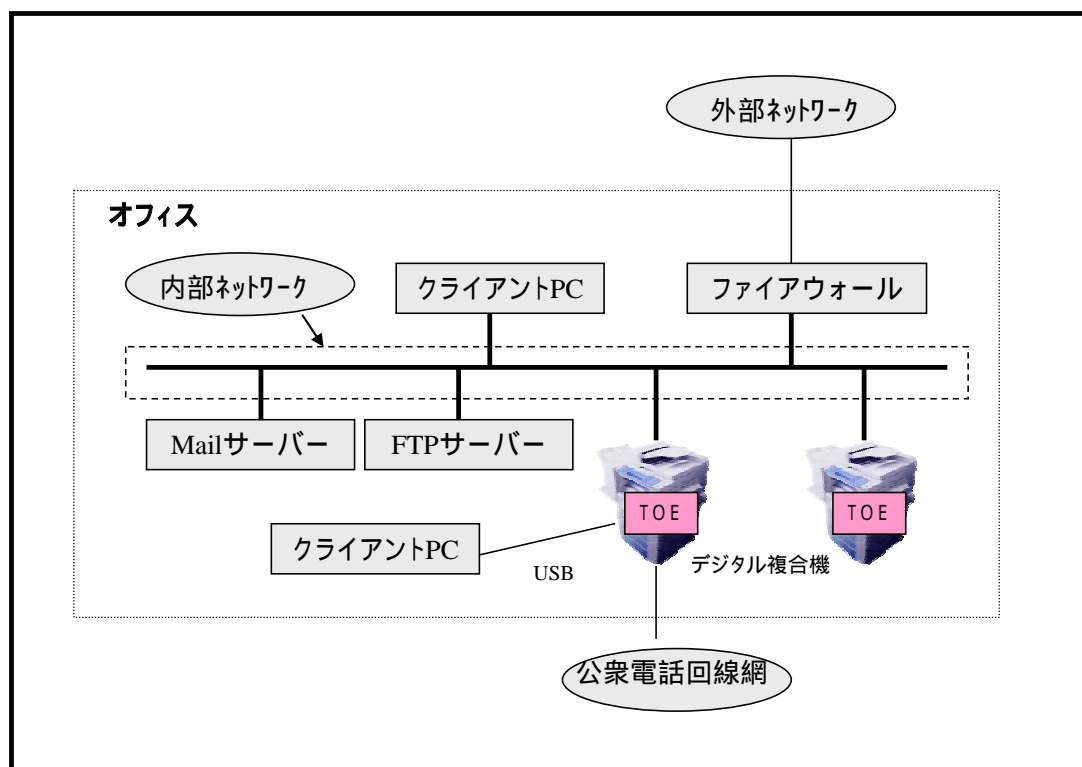 外部ネットワーク
オフィス
内部ネットワーク
クライアントPC
ファイアウォール
Mailサーバー
FTPサーバー
TOE
TOE
クライアントPC
USB
デジタル複合機
公衆電話回線網